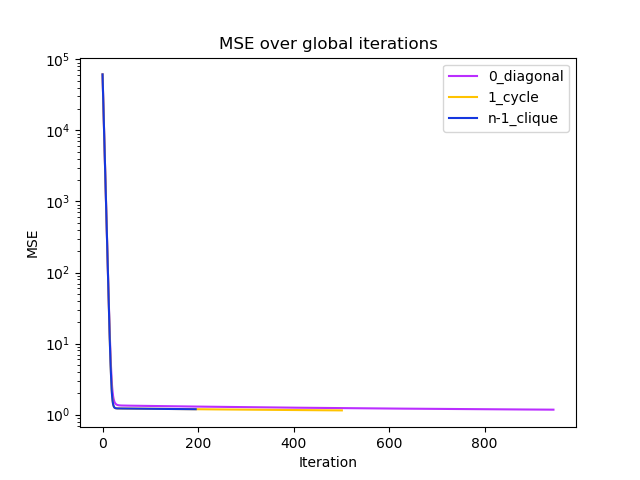 MSE over global iterations
10^5
10^4
10^3
10^2
10^1
10^0
MSE
0_diagonal
1_cycle
n-1_clique
0 200 400 600 800
Iteration